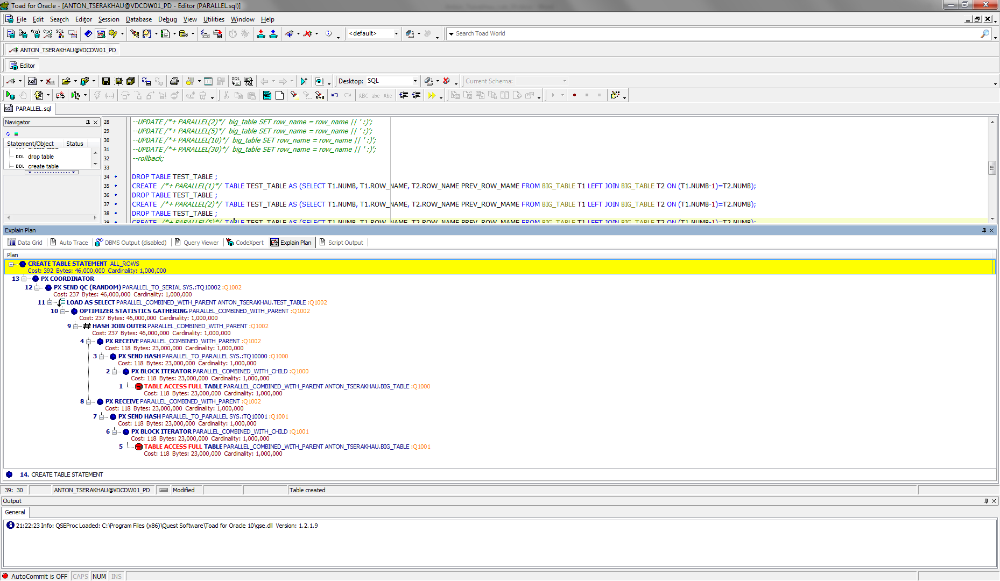 Toad for Oracle - [ANTON_TSERAKHAU@VDCDW01_PD - Editor (PARALLEL.sql)]
File Edit Search Editor Session Database Debug View Utilities Window Help
<default> Search Toad World
ANTON_TSERAKHAU@VDCDW01_PD
Editor
SQL Desktop: SQL Current Schema:
ABC abc Abc
PARALLEL.sql
Navigator
Statement/Object Status
create table
DDL drop table
DDL create table
28 --UPDATE /*+ PARALLEL(2)*/ big_table SET row_name = row_name || ' :)';
29 --UPDATE /*+ PARALLEL(5)*/ big_table SET row_name = row_name || ' :)';
30 --UPDATE /*+ PARALLEL(10)*/ big_table SET row_name = row_name || ' :)';
31 --UPDATE /*+ PARALLEL(30)*/ big_table SET row_name = row_name || ' :)';
32 --rollback;
33
34 DROP TABLE TEST_TABLE ;
35 CREATE /*+ PARALLEL(1)*/ TABLE TEST_TABLE AS (SELECT T1.NUMB, T1.ROW_NAME, T2.ROW_NAME PREV_ROW_MAME FROM BIG_TABLE T1 LEFT JOIN BIG_TABLE T2 ON (T1.NUMB-1)=T2.NUMB);
36 DROP TABLE TEST_TABLE ;
37 CREATE /*+ PARALLEL(2)*/ TABLE TEST_TABLE AS (SELECT T1.NUMB, T1.ROW_NAME, T2.ROW_NAME PREV_ROW_MAME FROM BIG_TABLE T1 LEFT JOIN BIG_TABLE T2 ON (T1.NUMB-1)=T2.NUMB);
38 DROP TABLE TEST_TABLE ;
39 CREATE /*+ PARALLEL(5)*/ TABLE TEST_TABLE AS (SELECT T1.NUMB, T1.ROW_NAME, T2.ROW_NAME PREV_ROW_MAME FROM BIG_TABLE T1 LEFT JOIN BIG_TABLE T2 ON (T1.NUMB-1)=T2.NUMB);
Explain Plan
Data Grid Auto Trace DBMS Output (disabled) Query Viewer CodeXpert Explain Plan Script Output
Plan
CREATE TABLE STATEMENT ALL_ROWS
Cost: 392 Bytes: 46,000,000 Cardinality: 1,000,000
13 PX COORDINATOR
12 PX SEND QC (RANDOM) PARALLEL_TO_SERIAL SYS.:TQ10002 :Q1002
Cost: 237 Bytes: 46,000,000 Cardinality: 1,000,000
11 LOAD AS SELECT PARALLEL_COMBINED_WITH_PARENT ANTON_TSERAKHAU.TEST_TABLE :Q1002
10 OPTIMIZER STATISTICS GATHERING PARALLEL_COMBINED_WITH_PARENT :Q1002
Cost: 237 Bytes: 46,000,000 Cardinality: 1,000,000
9 HASH JOIN OUTER PARALLEL_COMBINED_WITH_PARENT :Q1002
Cost: 237 Bytes: 46,000,000 Cardinality: 1,000,000
4 PX RECEIVE PARALLEL_COMBINED_WITH_PARENT :Q1002
Cost: 118 Bytes: 23,000,000 Cardinality: 1,000,000
3 PX SEND HASH PARALLEL_TO_PARALLEL SYS.:TQ10000 :Q1000
Cost: 118 Bytes: 23,000,000 Cardinality: 1,000,000
2 PX BLOCK ITERATOR PARALLEL_COMBINED_WITH_CHILD :Q1000
Cost: 118 Bytes: 23,000,000 Cardinality: 1,000,000
1 TABLE ACCESS FULL TABLE PARALLEL_COMBINED_WITH_PARENT ANTON_TSERAKHAU.BIG_TABLE :Q1000
Cost: 118 Bytes: 23,000,000 Cardinality: 1,000,000
8 PX RECEIVE PARALLEL_COMBINED_WITH_PARENT :Q1002
Cost: 118 Bytes: 23,000,000 Cardinality: 1,000,000
7 PX SEND HASH PARALLEL_TO_PARALLEL SYS.:TQ10001 :Q1001
Cost: 118 Bytes: 23,000,000 Cardinality: 1,000,000
6 PX BLOCK ITERATOR PARALLEL_COMBINED_WITH_CHILD :Q1001
Cost: 118 Bytes: 23,000,000 Cardinality: 1,000,000
5 TABLE ACCESS FULL TABLE PARALLEL_COMBINED_WITH_PARENT ANTON_TSERAKHAU.BIG_TABLE :Q1001
Cost: 118 Bytes: 23,000,000 Cardinality: 1,000,000
14. CREATE TABLE STATEMENT
39: 30 ANTON_TSERAKHAU@VDCDW01_PD Modified Table created
Output
General
21:22:23 Info: QSEProc Loaded: C:\Program Files (x86)\Quest Software\Toad for Oracle 10\qse.dll Version: 1.2.1.9
AutoCommit is OFF CAPS NUM INS